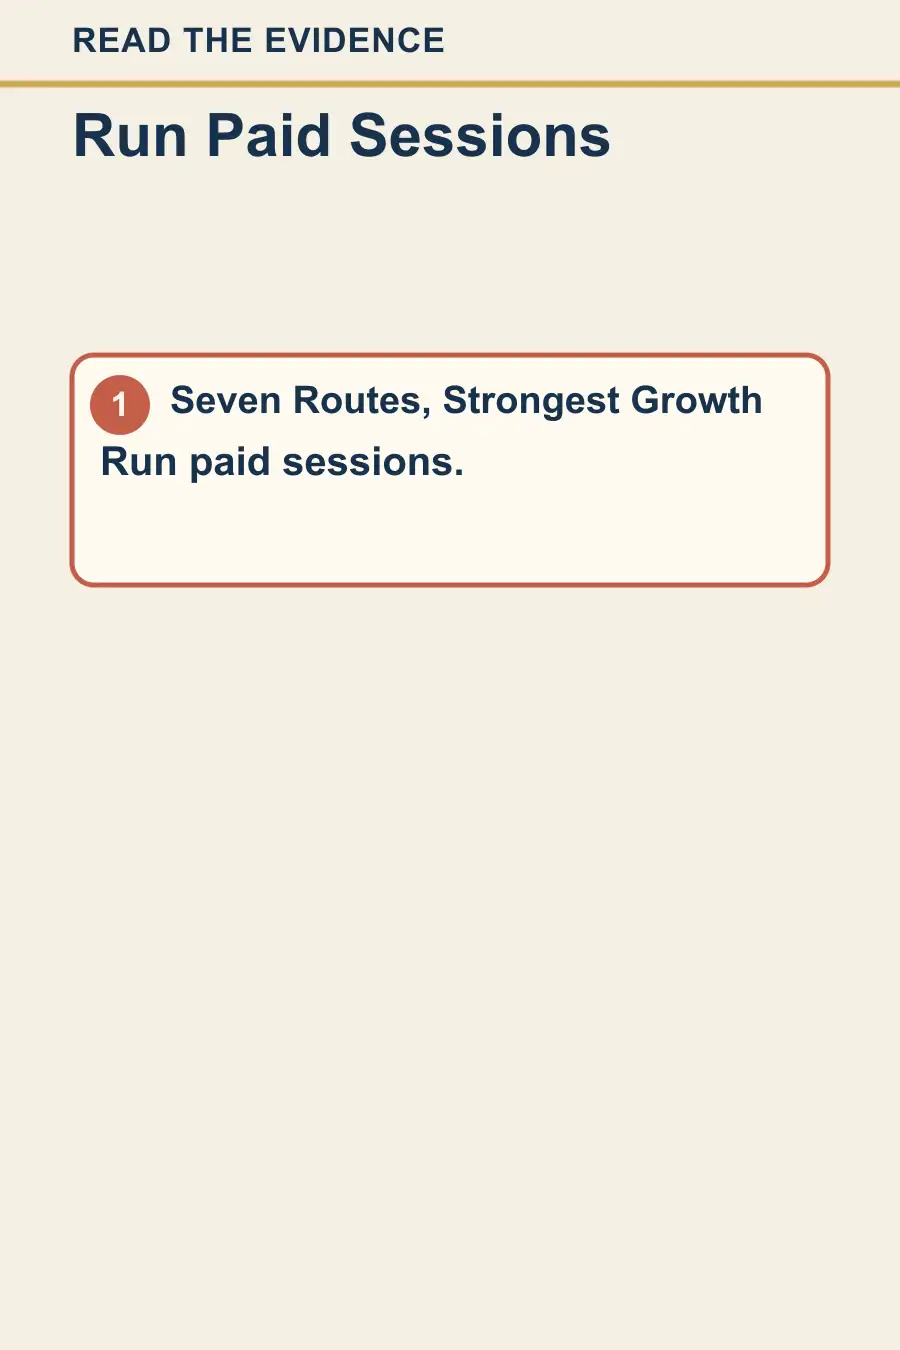 READ THE EVIDENCE
Run Paid Sessions
1 Seven Routes, Strongest Growth
Run paid sessions.